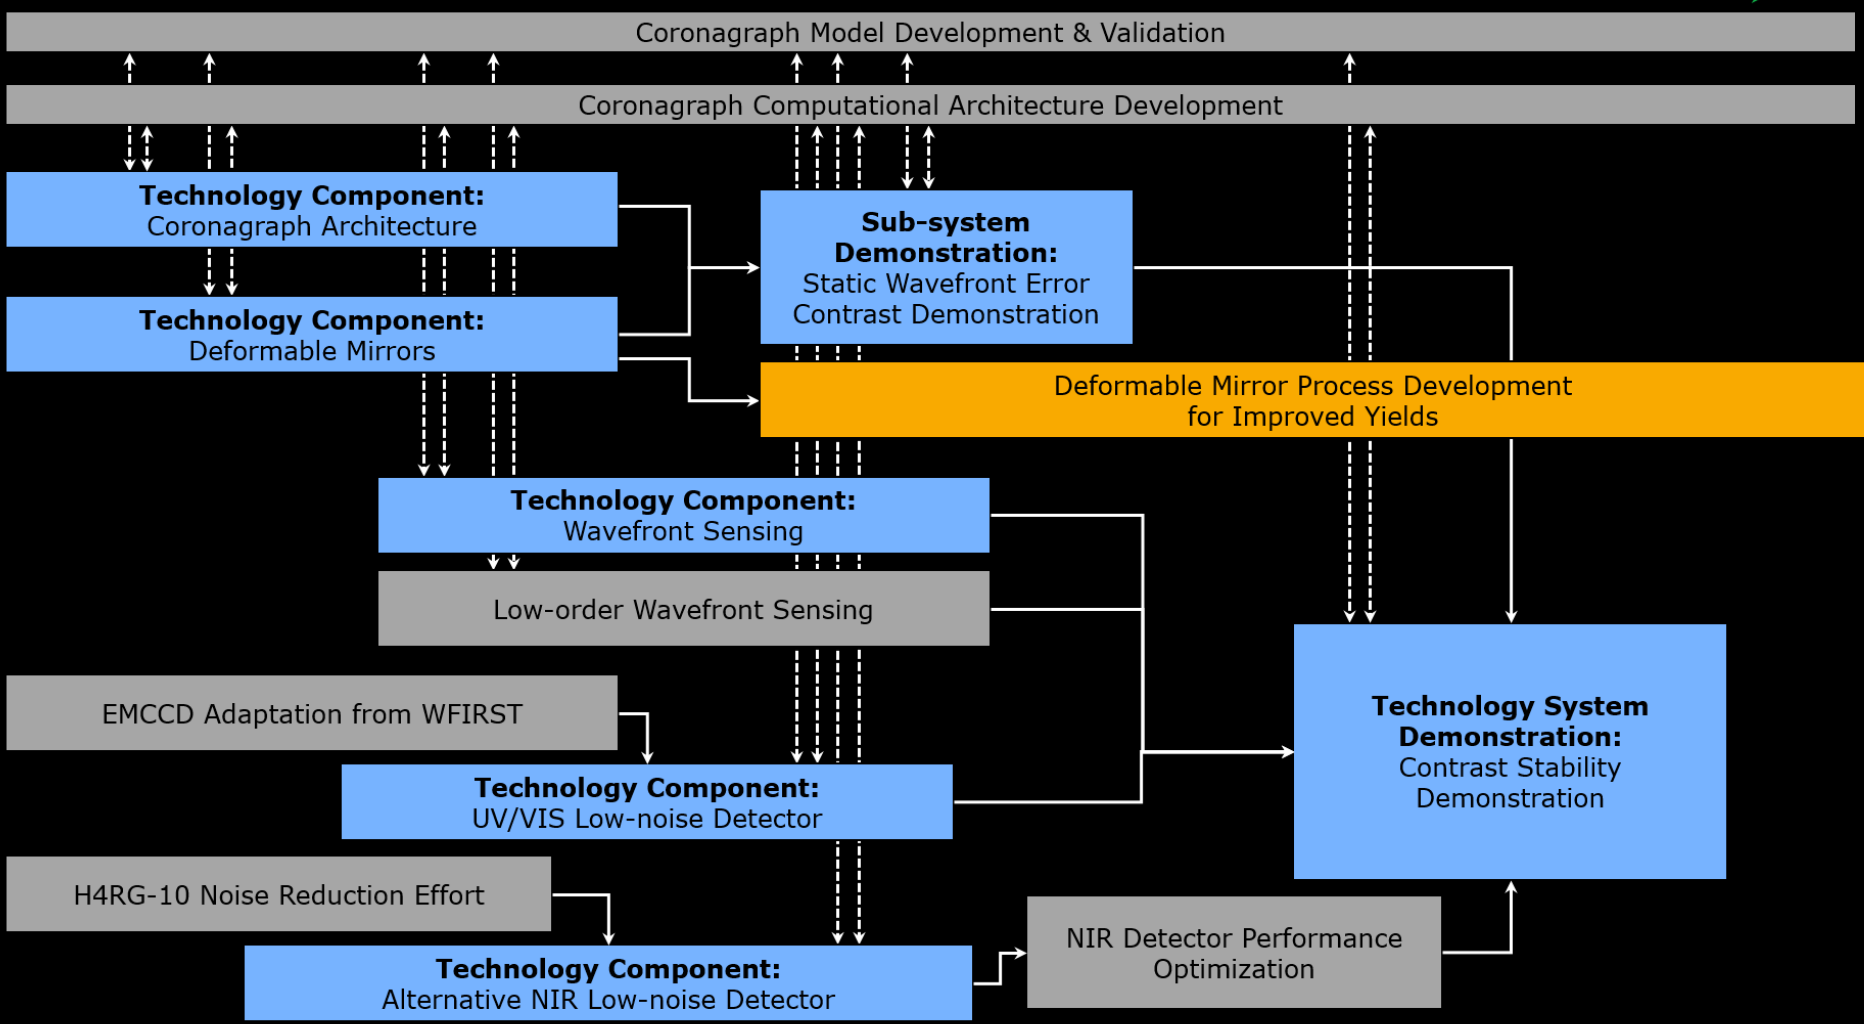 Coronagraph Model Development & Validation
Coronagraph Computational Architecture Development
Technology Component:
Coronagraph Architecture
Technology Component:
Deformable Mirrors
Sub-system
Demonstration:
Static Wavefront Error
Contrast Demonstration
Deformable Mirror Process Development
for Improved Yields
Technology Component:
Wavefront Sensing
Low-order Wavefront Sensing
EMCCD Adaptation from WFIRST
Technology Component:
UV/VIS Low-noise Detector
Technology System
Demonstration:
Contrast Stability
Demonstration
H4RG-10 Noise Reduction Effort
Technology Component:
Alternative NIR Low-noise Detector
NIR Detector Performance
Optimization